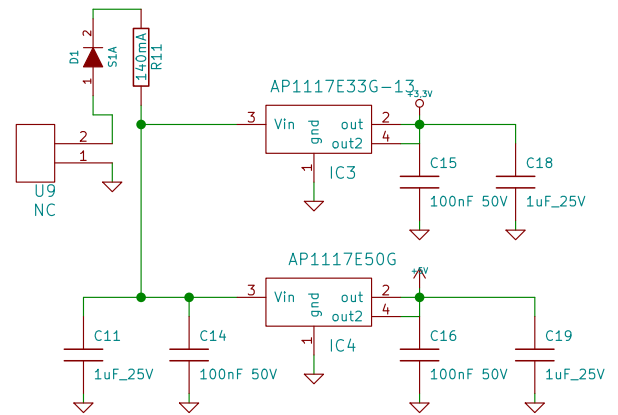 2
D1
S1A
1
140mA
R11
AP1117E33G-13
+3.3V
3
Vin
gnd
out
2
out2
4
1
IC3
2
1
U9
NC
C15
100nF 50V
C18
1uF_25V
AP1117E50G
+5V
3
Vin
gnd
out
2
out2
4
1
IC4
C11
1uF_25V
C14
100nF 50V
C16
100nF 50V
C19
1uF_25V